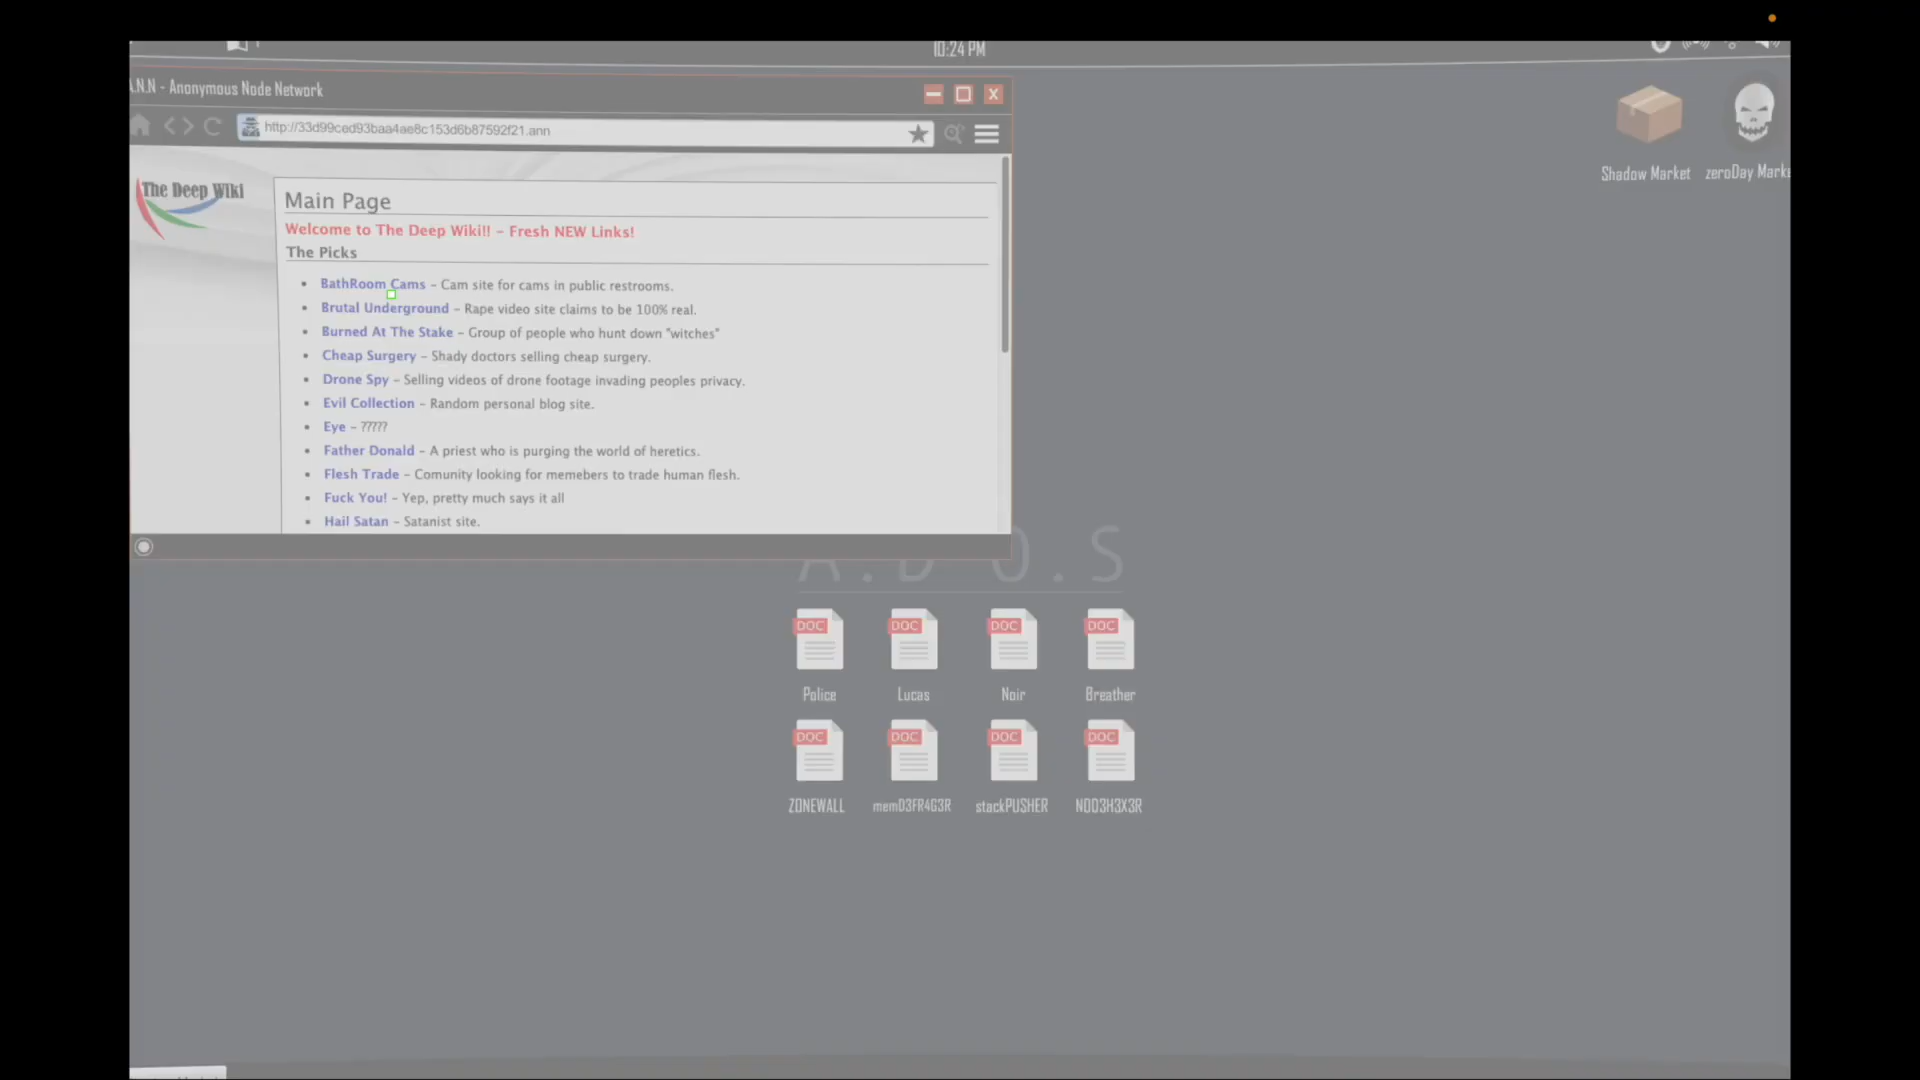 10:24 PM
A.N.N - Anonymous Node Network
http://33d99ced93baa4ae8c153d6b87592f21.ann
Shadow Market
zeroDay Marke
The Deep Wiki
Main Page
Welcome to The Deep Wiki!! - Fresh NEW Links!
The Picks
BathRoom Cams - Cam site for cams in public restrooms.
Brutal Underground - Rape video site claims to be 100% real.
Burned At The Stake - Group of people who hunt down "witches"
Cheap Surgery - Shady doctors selling cheap surgery.
Drone Spy - Selling videos of drone footage invading peoples privacy.
Evil Collection - Random personal blog site.
Eye - ?????
Father Donald - A priest who is purging the world of heretics.
Flesh Trade - Comunity looking for memebers to trade human flesh.
Fuck You! - Yep, pretty much says it all
Hail Satan - Satanist site.
A.D O.S
DOC DOC DOC DOC
Police Lucas Noir Breather
DOC DOC DOC DOC
ZONEWALL memD3FR4G3R stackPUSHER NOD3H3X3R